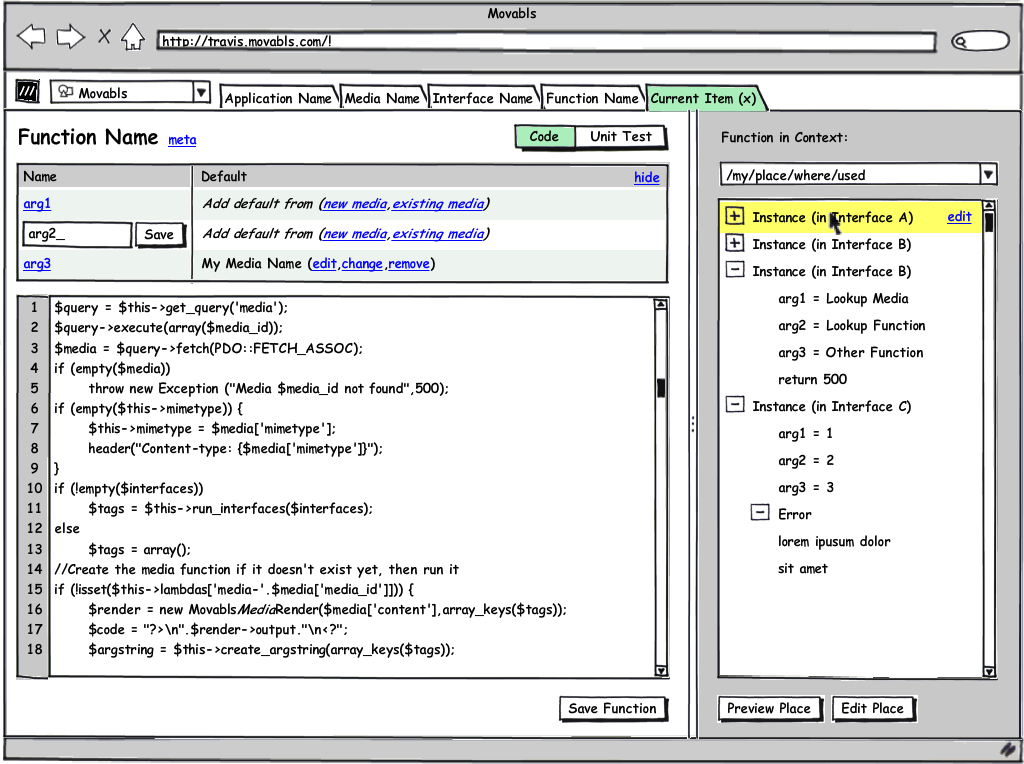 Movabls
http://travis.movabls.com/!
Movabls
Application Name
Media Name
Interface Name
Function Name
Current Item (x)
Function Name meta
Code Unit Test
Name Default hide
arg1 Add default from (new media,existing media)
arg2_ Save Add default from (new media,existing media)
arg3 My Media Name (edit,change,remove)
1 $query = $this->get_query('media');
2 $query->execute(array($media_id));
3 $media = $query->fetch(PDO::FETCH_ASSOC);
4 if (empty($media))
5 throw new Exception ("Media $media_id not found",500);
6 if (empty($this->mimetype)) {
7 $this->mimetype = $media['mimetype'];
8 header("Content-type: {$media['mimetype']}");
9 }
10 if (!empty($interfaces))
11 $tags = $this->run_interfaces($interfaces);
12 else
13 $tags = array();
14 //Create the media function if it doesn't exist yet, then run it
15 if (!isset($this->lambdas['media-'.$media['media_id']])) {
16 $render = new MovablsMediaRender($media['content'],array_keys($tags));
17 $code = "?>\n".$render->output."\n<?";
18 $argstring = $this->create_argstring(array_keys($tags));
Save Function
Function in Context:
/my/place/where/used
Instance (in Interface A) edit
Instance (in Interface B)
Instance (in Interface B)
arg1 = Lookup Media
arg2 = Lookup Function
arg3 = Other Function
return 500
Instance (in Interface C)
arg1 = 1
arg2 = 2
arg3 = 3
Error
lorem ipusm dolor
sit amet
Preview Place Edit Place